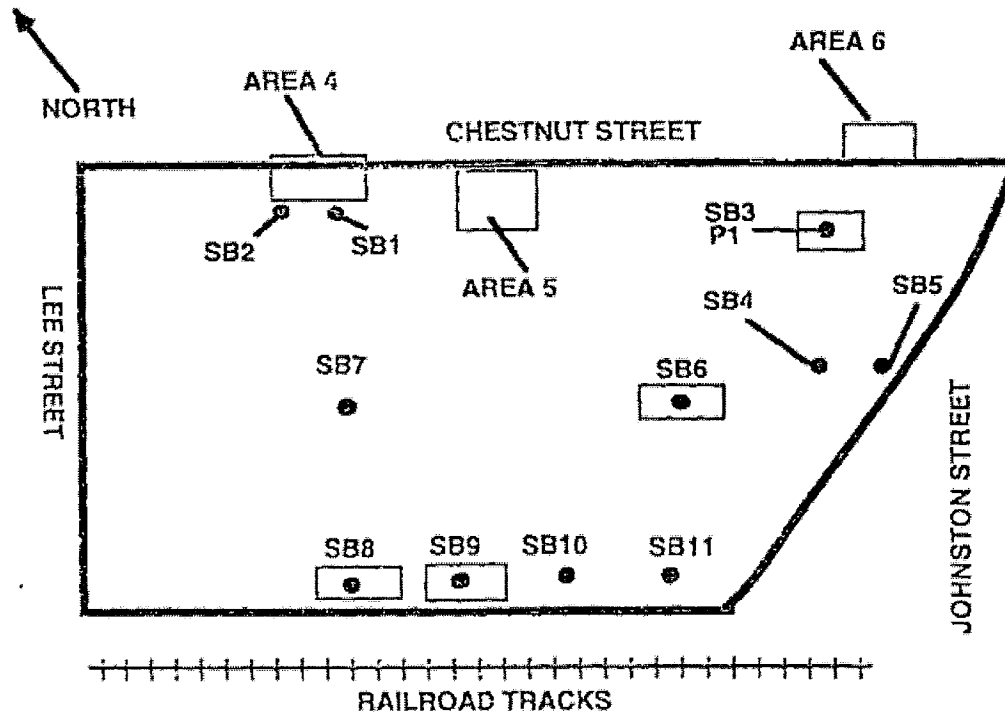 AREA 6
AREA 4
NORTH
CHESTNUT STREET
SB3
P1
SB2
SB1
AREA 5
SB4
SB5
LEE STREET
SB7
SB6
SB8
SB9
SB10
SB11
JOHNSTON STREET
RAILROAD TRACKS